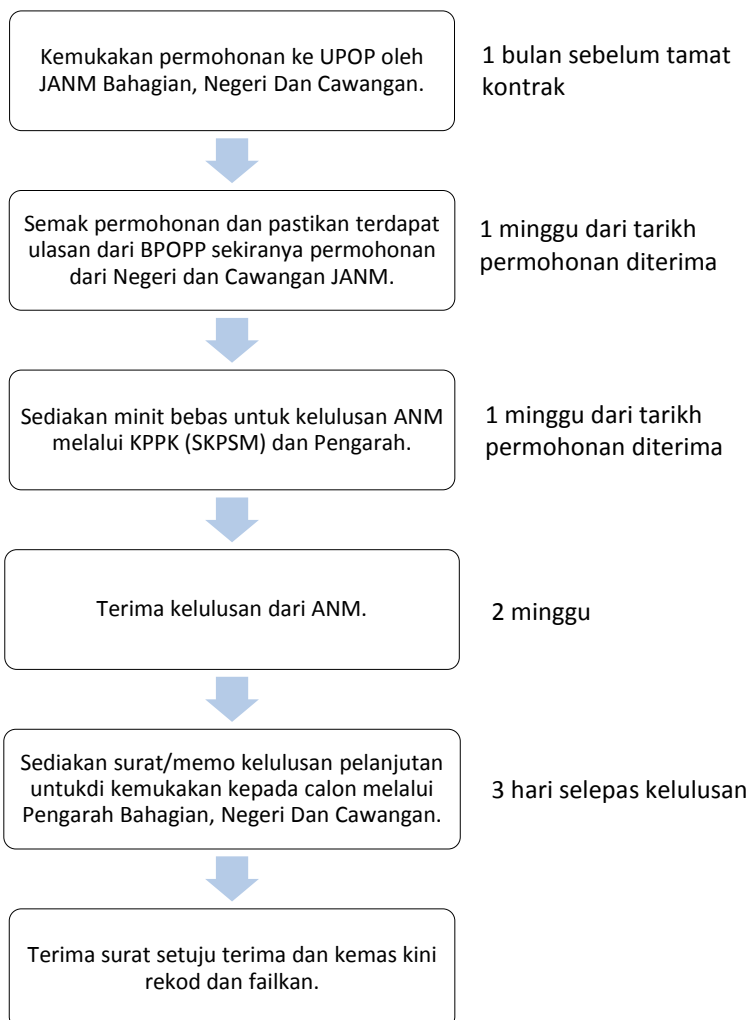 Kemukakan permohonan ke UPOP oleh
JANM Bahagian, Negeri Dan Cawangan.
1 bulan sebelum tamat
kontrak
Semak permohonan dan pastikan terdapat
ulasan dari BPOPP sekiranya permohonan
dari Negeri dan Cawangan JANM.
1 minggu dari tarikh
permohonan diterima
Sediakan minit bebas untuk kelulusan ANM
melalui KPPK (SKPSM) dan Pengarah.
1 minggu dari tarikh
permohonan diterima
Terima kelulusan dari ANM.
2 minggu
Sediakan surat/memo kelulusan pelanjutan
untukdi kemukakan kepada calon melalui
Pengarah Bahagian, Negeri Dan Cawangan.
3 hari selepas kelulusan
Terima surat setuju terima dan kemas kini
rekod dan failkan.